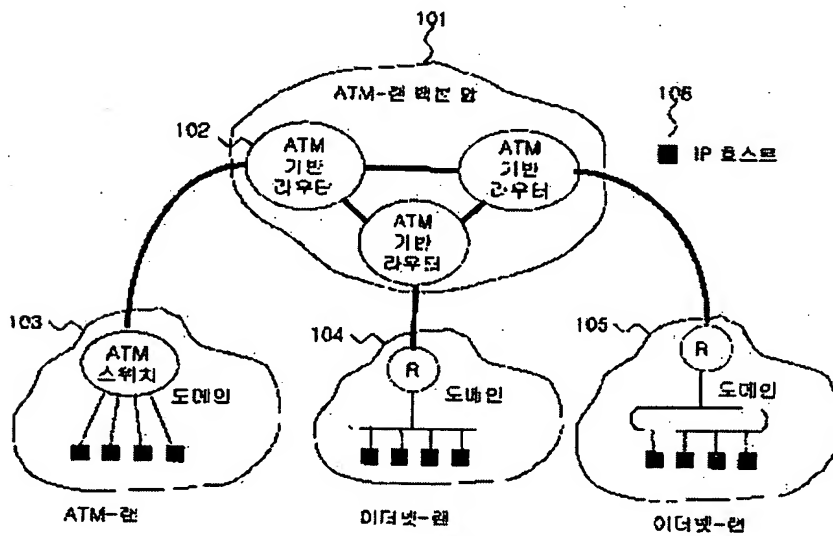 101
ATM-랜 백본 망
106
102
ATM
기반
라우터
ATM
기반
라우터
IP 호스트
ATM
기반
라우터
103
104
105
ATM
스위치
R
R
도메인
도메인
도메인
ATM-랜
이더넷-랜
이더넷-랜